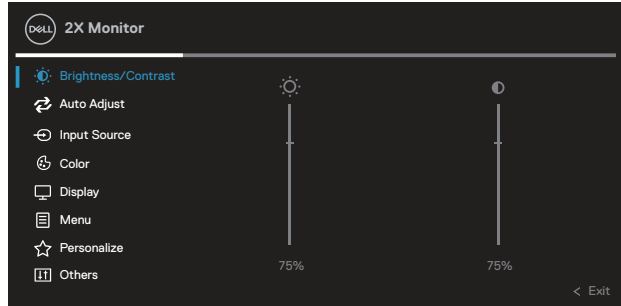 DELL 2X Monitor
Brightness/Contrast
Auto Adjust
Input Source
Color
Display
Menu
Personalize
Others
75% 75%
< Exit